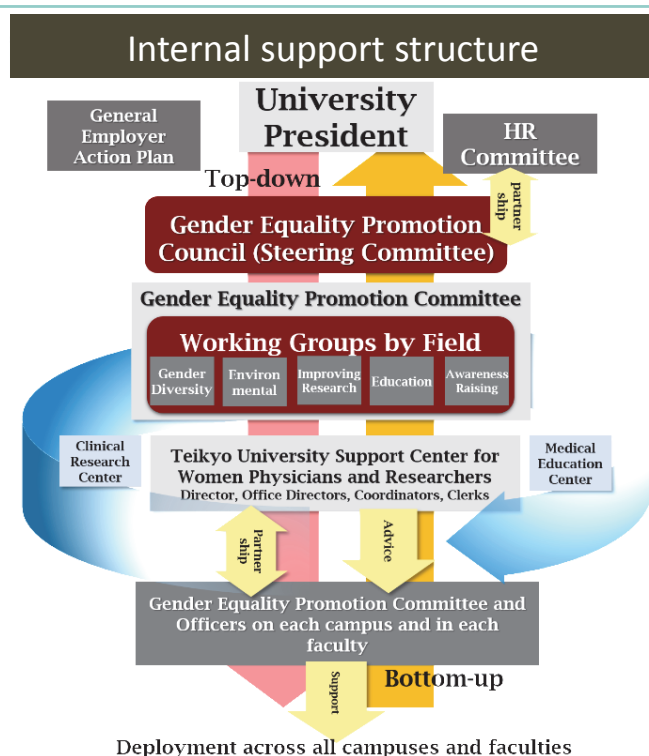 Internal support structure
General
Employer
Action Plan
University
President
HR
Committee
Top-down
partner
ship
Gender Equality Promotion
Council (Steering Committee)
Gender Equality Promotion Committee
Working Groups by Field
Gender
Diversity
Environ
mental
Improving
Research
Education
Awareness
Raising
Clinical
Research
Center
Teikyo University Support Center for
Women Physicians and Researchers
Director, Office Directors, Coordinators, Clerks
Medical
Education
Center
Partner
ship
Advice
Gender Equality Promotion Committee and
Officers on each campus and in each
faculty
Support
Bottom-up
Deployment across all campuses and faculties